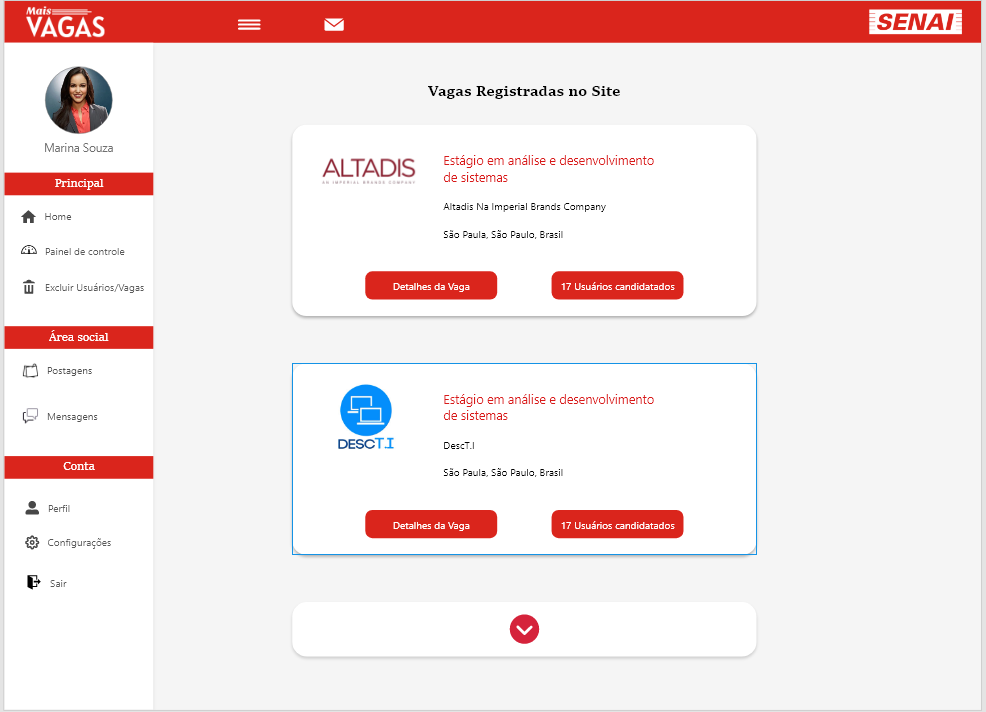 Mais
VAGAS
SENAI
Marina Souza
Principal
Home
Painel de controle
Excluir Usuários/Vagas
Área social
Postagens
Mensagens
Conta
Perfil
Configurações
Sair
Vagas Registradas no Site
ALTADIS
AN IMPERIAL BRANDS COMPANY
Estágio em análise e desenvolvimento
de sistemas
Altadis Na Imperial Brands Company
São Paula, São Paulo, Brasil
Detalhes da Vaga
17 Usuários candidatados
DESCT.I
Estágio em análise e desenvolvimento
de sistemas
DescT.I
São Paula, São Paulo, Brasil
Detalhes da Vaga
17 Usuários candidatados